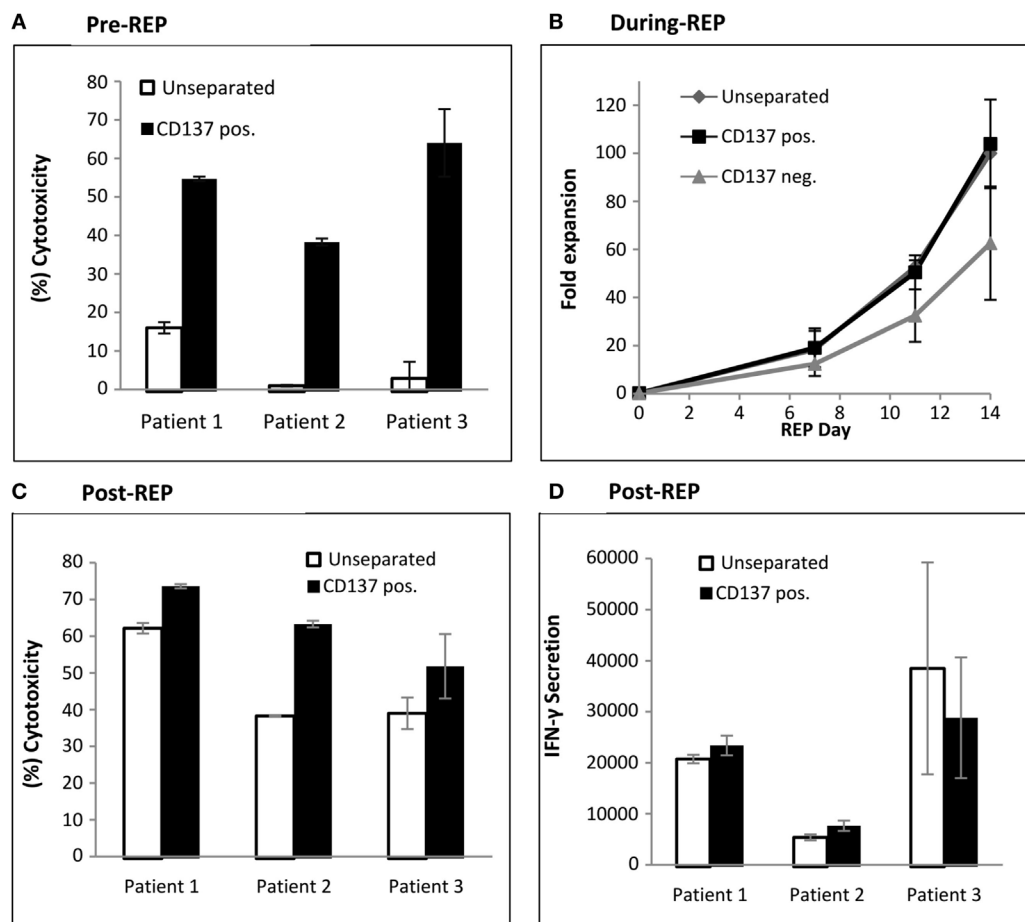 A Pre-REP
Unseparated
CD137 pos.
(%) Cytotoxicity
80
70
60
50
40
30
20
10
0
Patient 1 Patient 2 Patient 3
B During-REP
Unseparated
CD137 pos.
CD137 neg.
Fold expansion
120
100
80
60
40
20
0
0 2 4 6 8 10 12 14
REP Day
C Post-REP
Unseparated
CD137 pos.
(%) Cytotoxicity
80
70
60
50
40
30
20
10
0
Patient 1 Patient 2 Patient 3
D Post-REP
Unseparated
CD137 pos.
IFN-γ Secretion
60000
50000
40000
30000
20000
10000
0
Patient 1 Patient 2 Patient 3